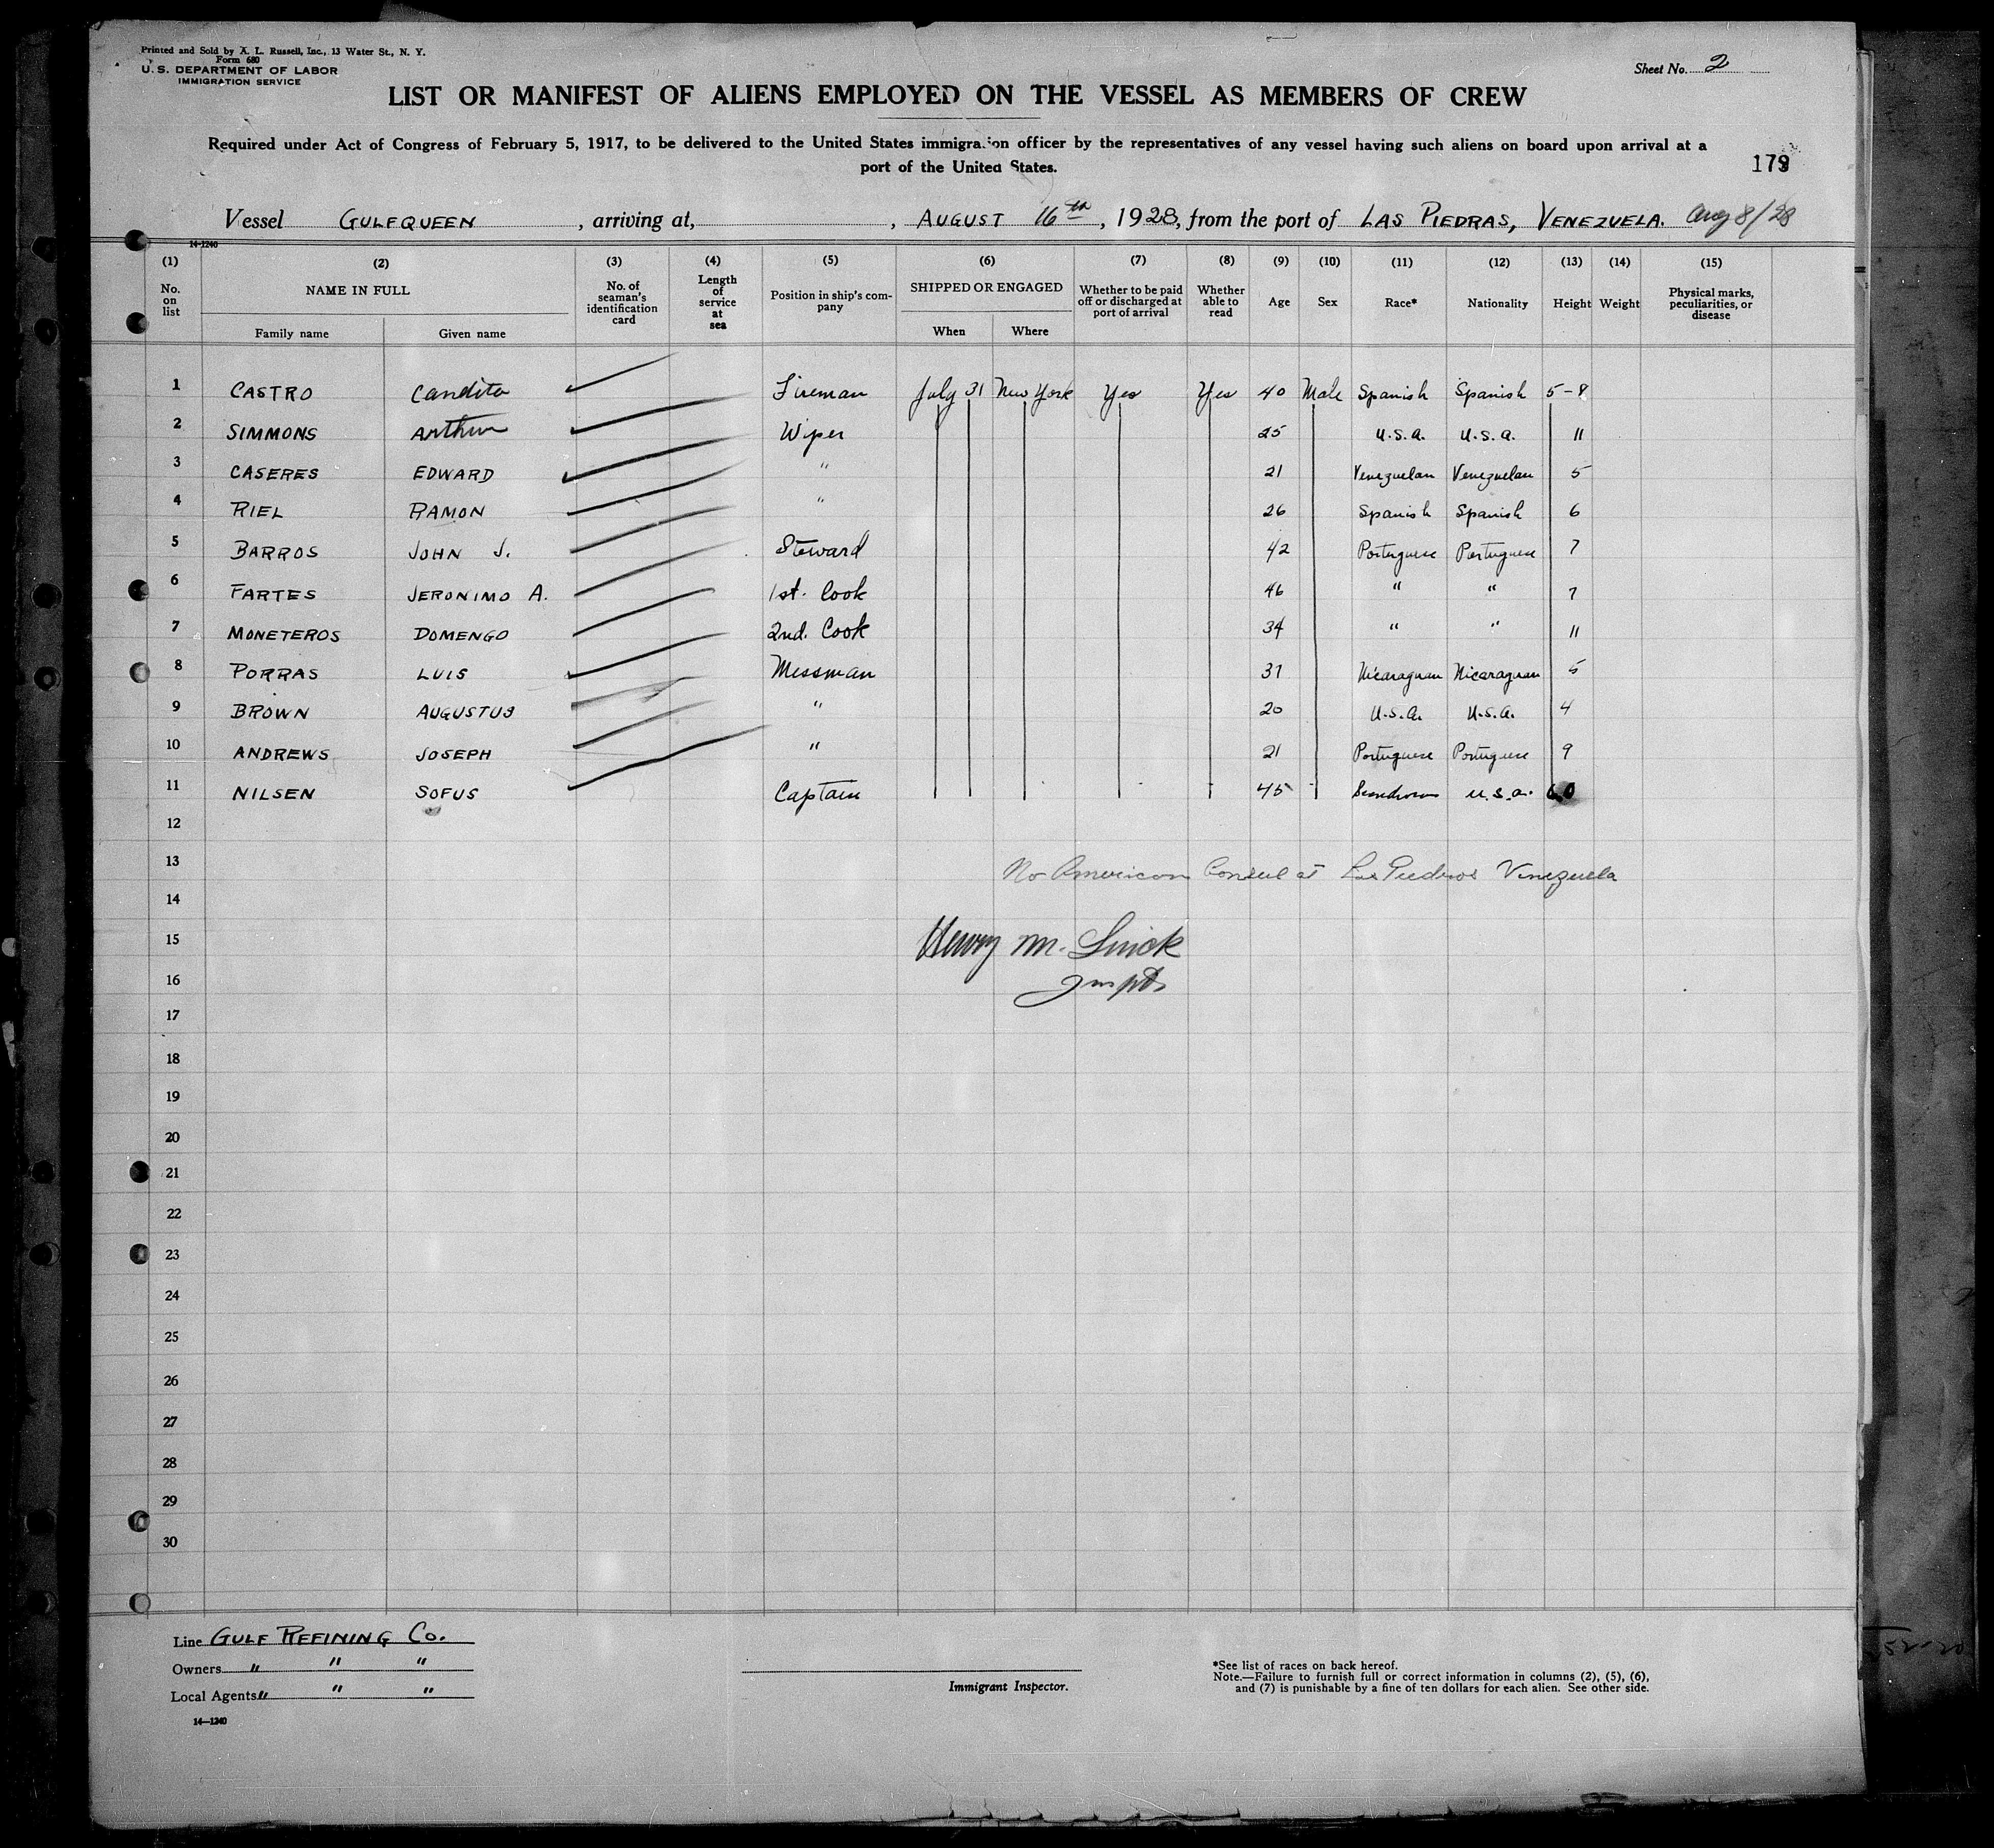 Printed and Sold by A. L. Russell, Inc., 13 Water St., N. Y.
Form 680
U. S. DEPARTMENT OF LABOR
IMMIGRATION SERVICE
Sheet No. 2
LIST OR MANIFEST OF ALIENS EMPLOYED ON THE VESSEL AS MEMBERS OF CREW
Required under Act of Congress of February 5, 1917, to be delivered to the United States immigration officer by the representatives of any vessel having such aliens on board upon arrival at a
port of the United States.
179
Vessel GULFQUEEN, arriving at, , AUGUST 16th, 1928, from the port of LAS PIEDRAS, VENEZUELA. Aug 8/28
14-1240
(1) (2) (3) (4) (5) (6) (7) (8) (9) (10) (11) (12) (13) (14) (15)
No. on list NAME IN FULL Family name Given name No. of seaman's identification card Length of service at sea Position in ship's company SHIPPED OR ENGAGED When Where Whether to be paid off or discharged at port of arrival Whether able to read Age Sex Race* Nationality Height Weight Physical marks, peculiarities, or disease
1 CASTRO Candito Fireman July 31 New York Yes Yes 40 Male Spanish Spanish 5-8
2 SIMMONS Arthur Wiper 25 U.S.A. U.S.A. 11
3 CASERES EDWARD " 21 Venezuelan Venezuelan 5
4 RIEL RAMON " 26 Spanish Spanish 6
5 BARROS JOHN J. Steward 42 Portuguese Portuguese 7
6 FARTES JERONIMO A. 1st. Cook 46 " " 7
7 MONETEROS DOMENGO 2nd. Cook 34 " " 11
8 PORRAS LUIS Messman 31 Nicaraguan Nicaraguan 5
9 BROWN AUGUSTUS " 20 U.S.A. U.S.A. 4
10 ANDREWS JOSEPH " 21 Portuguese Portuguese 9
11 NILSEN SOFUS Captain 45 U.S.A. 6.0
12
13 No American Consul at Las Piedras Venezuela
14
15 Henry M.
16
17
18
19
20
21
22
23
24
25
26
27
28
29
30
Line GULF REFINING CO.
Owners " " "
Local Agents " " "
14—1240
Immigrant Inspector.
*See list of races on back hereof.
Note.—Failure to furnish full or correct information in columns (2), (5), (6),
and (7) is punishable by a fine of ten dollars for each alien. See other side.